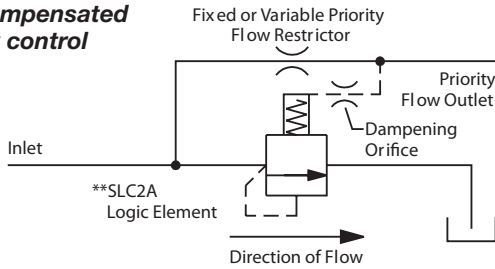 control
Fixed or Variable Priority
Flow Restrictor
Priority
Flow Outlet
Dampening
Orifice
Inlet
**SLC2A
Logic Element
Direction of Flow